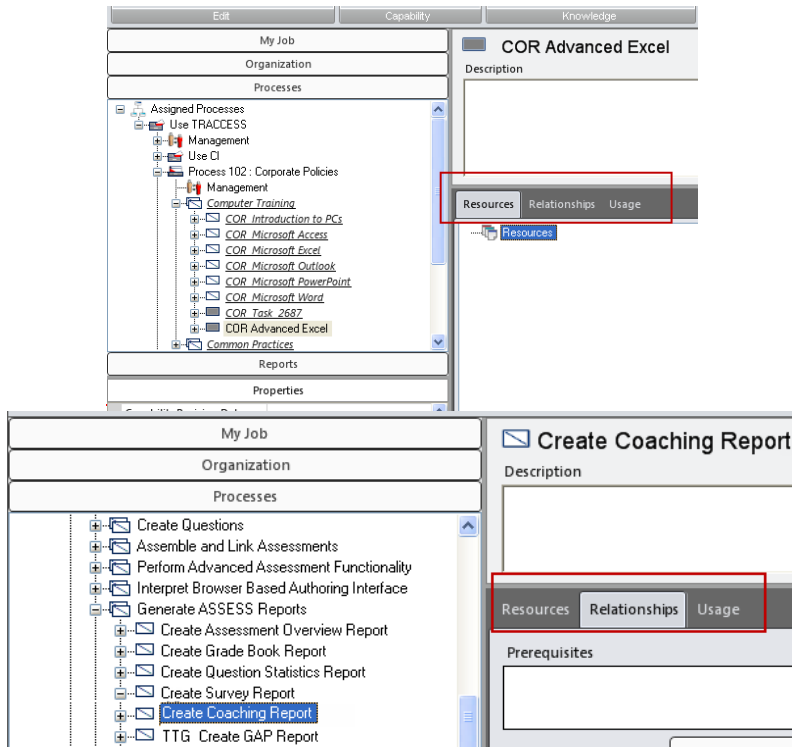 Edit
Capability
Knowledge
My Job
Organization
Processes
Assigned Processes
Use TRACCESS
Management
Use CI
Process 102 : Corporate Policies
Management
Computer Training
COR Introduction to PCs
COR Microsoft Access
COR Microsoft Excel
COR Microsoft Outlook
COR Microsoft PowerPoint
COR Microsoft Word
COR Task 2687
COR Advanced Excel
Common Practices
Reports
Properties
COR Advanced Excel
Description
Resources Relationships Usage
Resources
My Job
Organization
Processes
Create Questions
Assemble and Link Assessments
Perform Advanced Assessment Functionality
Interpret Browser Based Authoring Interface
Generate ASSESS Reports
Create Assessment Overview Report
Create Grade Book Report
Create Question Statistics Report
Create Survey Report
Create Coaching Report
TTG Create GAP Report
Create Coaching Report
Description
Resources Relationships Usage
Prerequisites